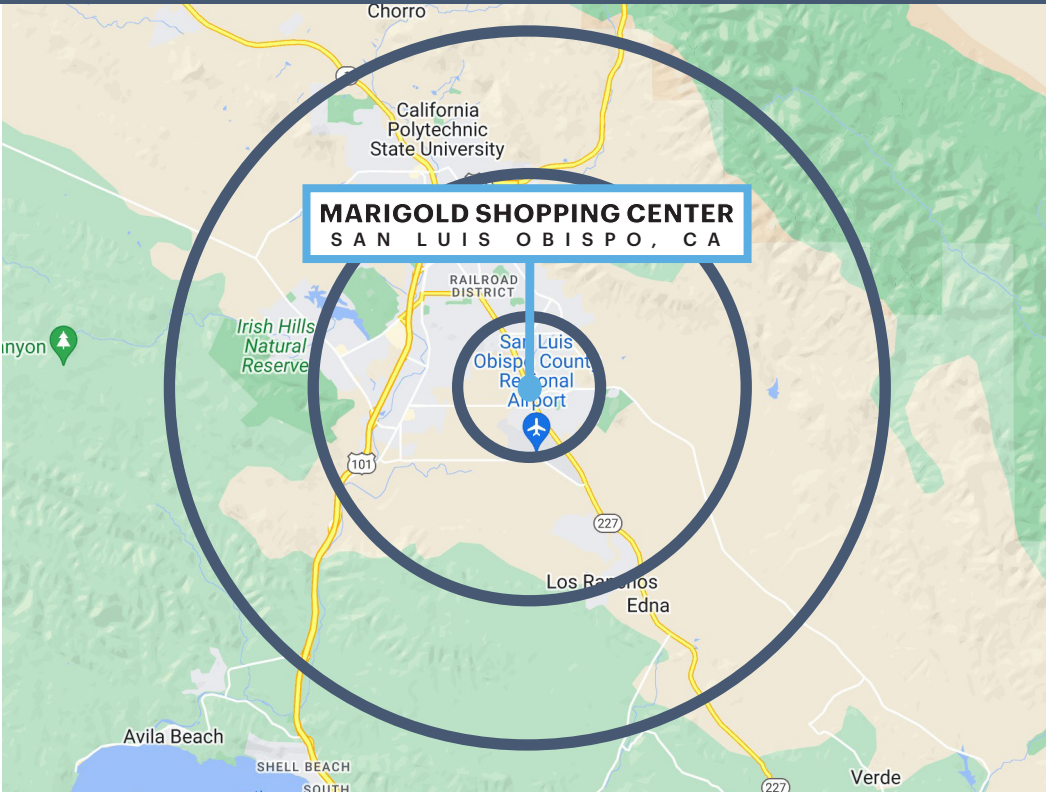 Chorro
1
California
Polytechnic
State University
MARIGOLD SHOPPING CENTER
SAN LUIS OBISPO, CA
RAILROAD
DISTRICT
Irish Hills
Natural
Reserve
anyon
San Luis
Obispo County
Regional
Airport
101
227
Los Ranchos
Edna
Avila Beach
SHELL BEACH
SOUTH
Verde
227